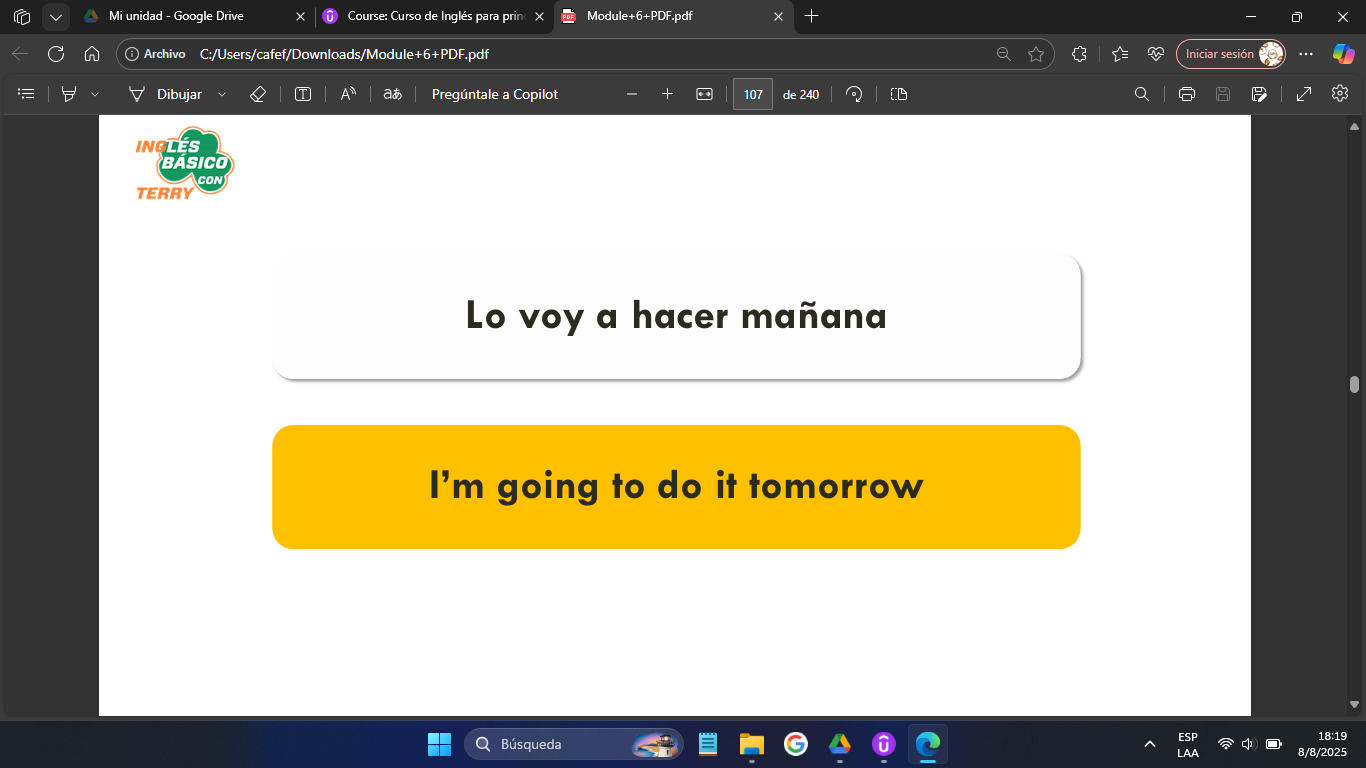 Mi unidad - Google Drive
Course: Curso de Inglés para prin
Module+6+PDF.pdf
Archivo
C:/Users/cafef/Downloads/Module+6+PDF.pdf
Iniciar sesión
Dibujar
aあ
Pregúntale a Copilot
107
de 240
INGLÉS
BÁSICO
CON
TERRY
Lo voy a hacer mañana
I’m going to do it tomorrow
Búsqueda
ESP
LAA
18:19
8/8/2025